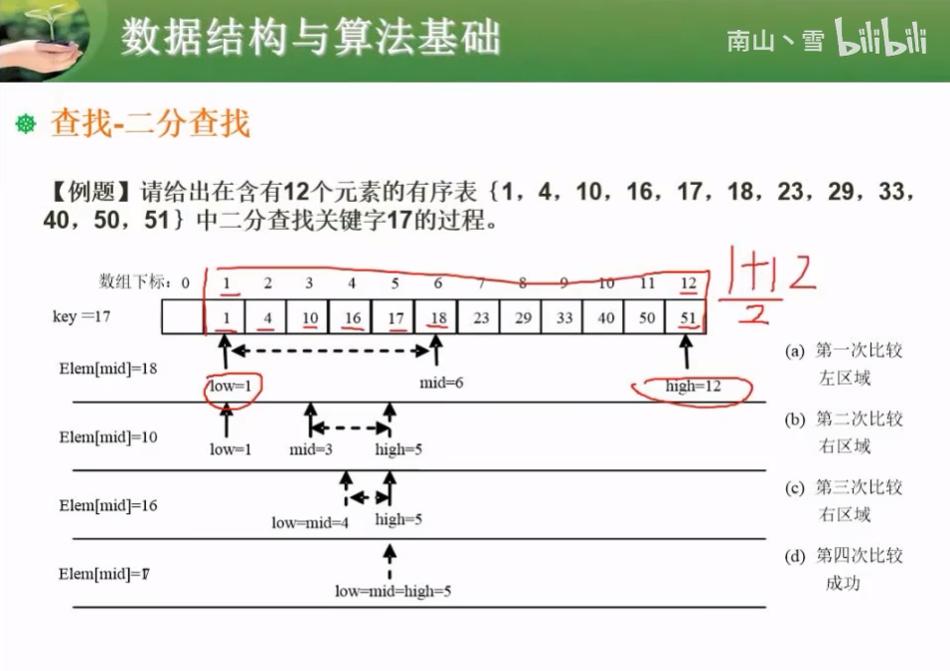 数据结构与算法基础
南山丶雪 bilibili
查找-二分查找
【例题】请给出在含有12个元素的有序表{1，4，10，16，17，18，23，29，33，
40，50，51}中二分查找关键字17的过程。
数组下标：0 1 2 3 4 5 6 7 8 9 10 11 12
1+12
2
key =17 1 4 10 16 17 18 23 29 33 40 50 51
Elem[mid]=18
low=1 mid=6 high=12
(a) 第一次比较
左区域
Elem[mid]=10
low=1 mid=3 high=5
(b) 第二次比较
右区域
Elem[mid]=16
low=mid=4 high=5
(c) 第三次比较
右区域
Elem[mid]=17
low=mid=high=5
(d) 第四次比较
成功